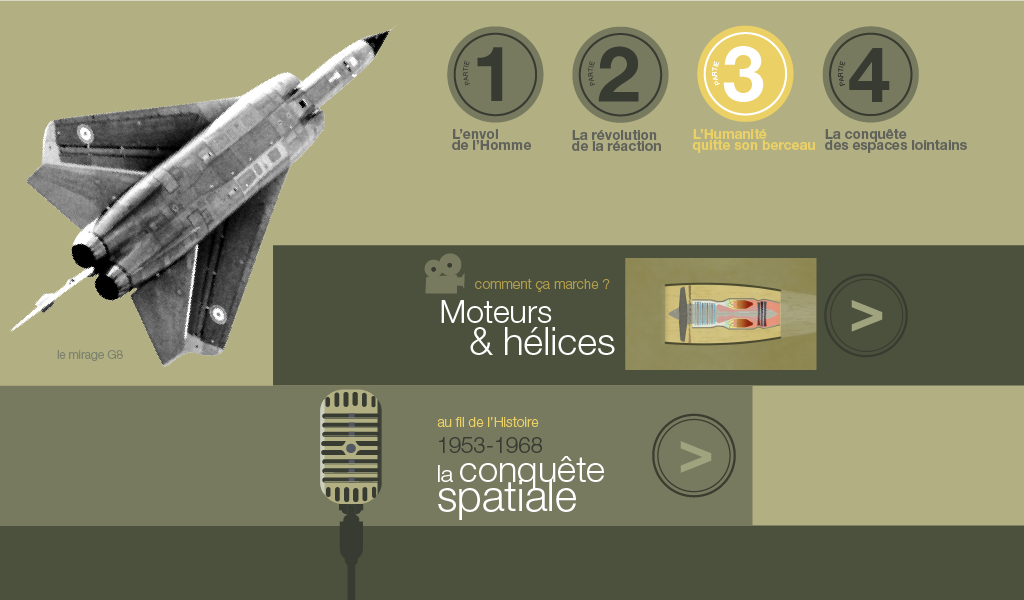 PARTIE 1
L'envol
de l'Homme
PARTIE 2
La révolution
de la réaction
PARTIE 3
L'Humanité
quitte son berceau
PARTIE 4
La conquête
des espaces lointains
comment ça marche ?
Moteurs
& hélices
>
le mirage G8
au fil de l'Histoire
1953-1968
la conquête
spatiale
>